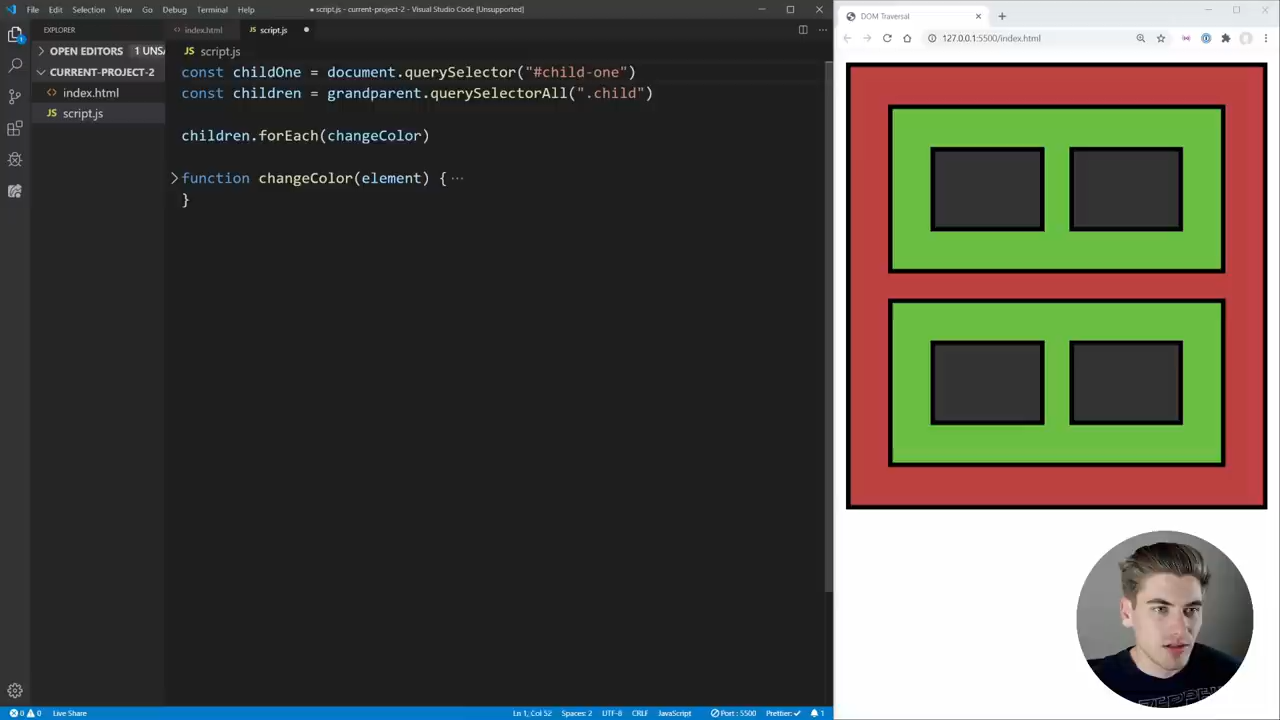 File Edit Selection View Go Debug Terminal Help
● script.js - current-project-2 - Visual Studio Code [Unsupported]
DOM Traversal
EXPLORER
index.html
script.js
127.0.0.1:5500/index.html
OPEN EDITORS 1 UNSA
script.js
CURRENT-PROJECT-2
index.html
JS script.js
const childOne = document.querySelector("#child-one")
const children = grandparent.querySelectorAll(".child")
children.forEach(changeColor)
function changeColor(element) { ···
}
0 0 Live Share
Ln 1, Col 52 Spaces: 2 UTF-8 CRLF JavaScript Port : 5500 Prettier: ✓ 1